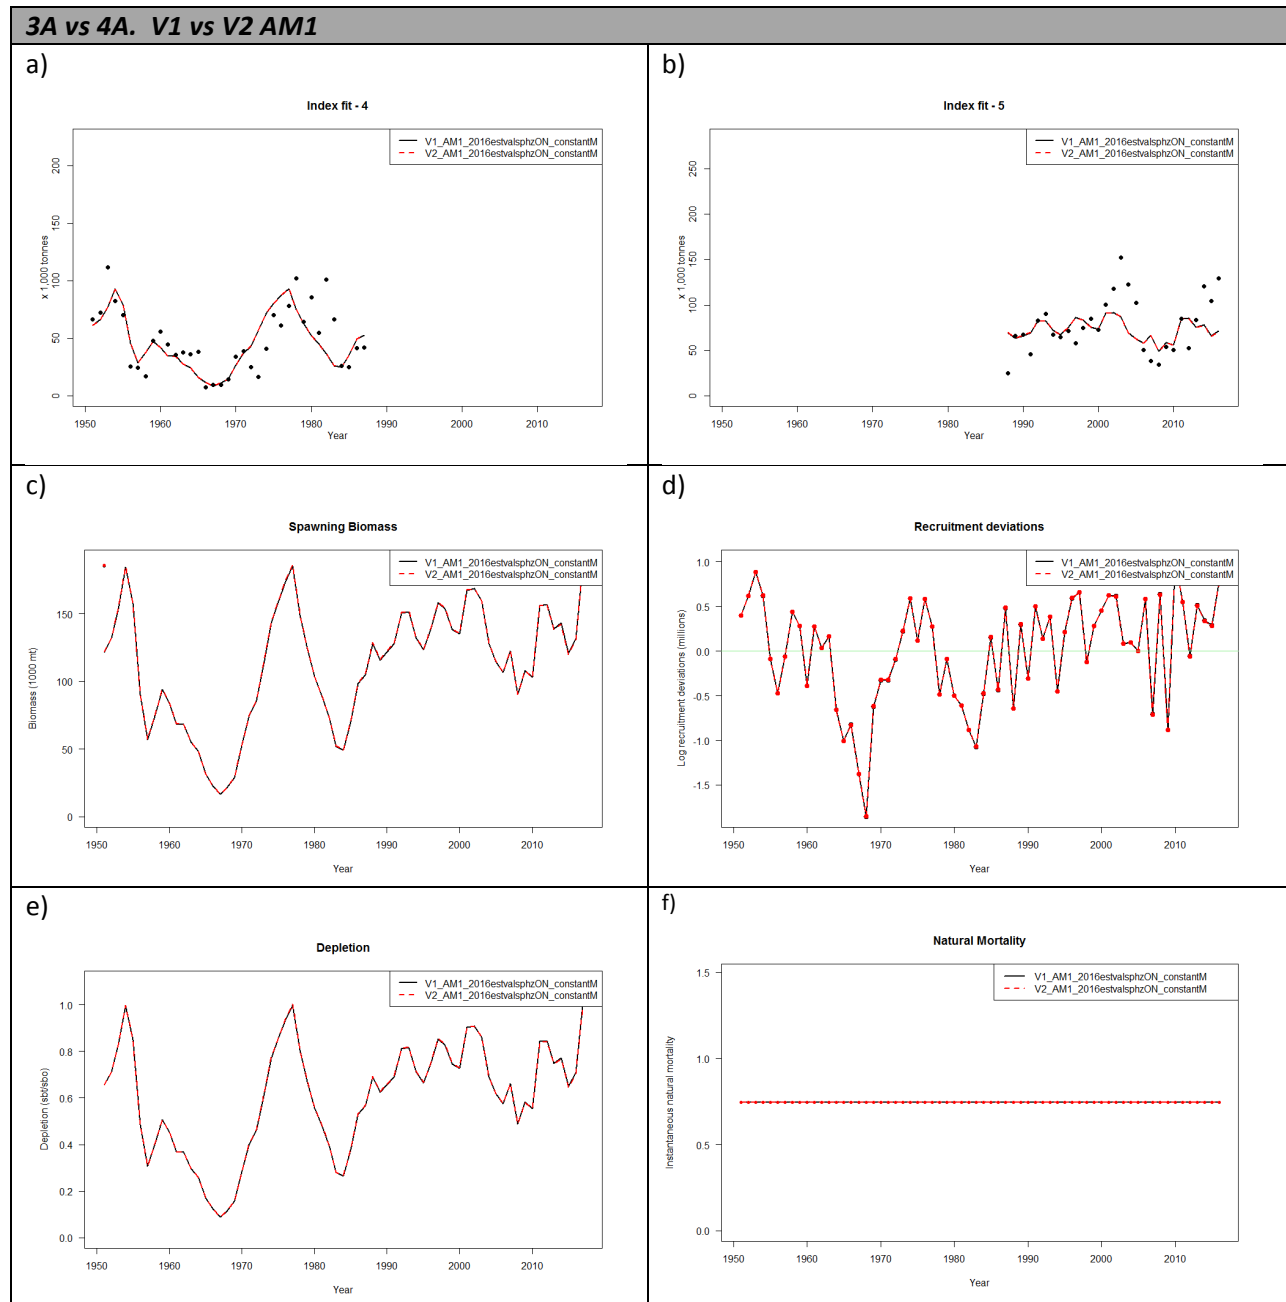 3A vs 4A. V1 vs V2 AM1
a)
Index fit - 4
V1_AM1_2016estvalsphzON_constantM
V2_AM1_2016estvalsphzON_constantM
x 1,000 tonnes
0
50
100
150
200
1950 1960 1970 1980 1990 2000 2010
Year
b)
Index fit - 5
V1_AM1_2016estvalsphzON_constantM
V2_AM1_2016estvalsphzON_constantM
x 1,000 tonnes
0
50
100
150
200
250
1950 1960 1970 1980 1990 2000 2010
Year
c)
Spawning Biomass
V1_AM1_2016estvalsphzON_constantM
V2_AM1_2016estvalsphzON_constantM
Biomass (1000 mt)
150
100
50
0
1950 1960 1970 1980 1990 2000 2010
Year
d)
Recruitment deviations
V1_AM1_2016estvalsphzON_constantM
V2_AM1_2016estvalsphzON_constantM
Log recruitment deviations (millions)
1.0
0.5
0.0
-0.5
-1.0
-1.5
1950 1960 1970 1980 1990 2000 2010
Year
e)
Depletion
V1_AM1_2016estvalsphzON_constantM
V2_AM1_2016estvalsphzON_constantM
Depletion (sbt/sbo)
1.0
0.8
0.6
0.4
0.2
0.0
1950 1960 1970 1980 1990 2000 2010
Year
f)
Natural Mortality
V1_AM1_2016estvalsphzON_constantM
V2_AM1_2016estvalsphzON_constantM
Instantaneous natural mortality
1.5
1.0
0.5
0.0
1950 1960 1970 1980 1990 2000 2010
Year